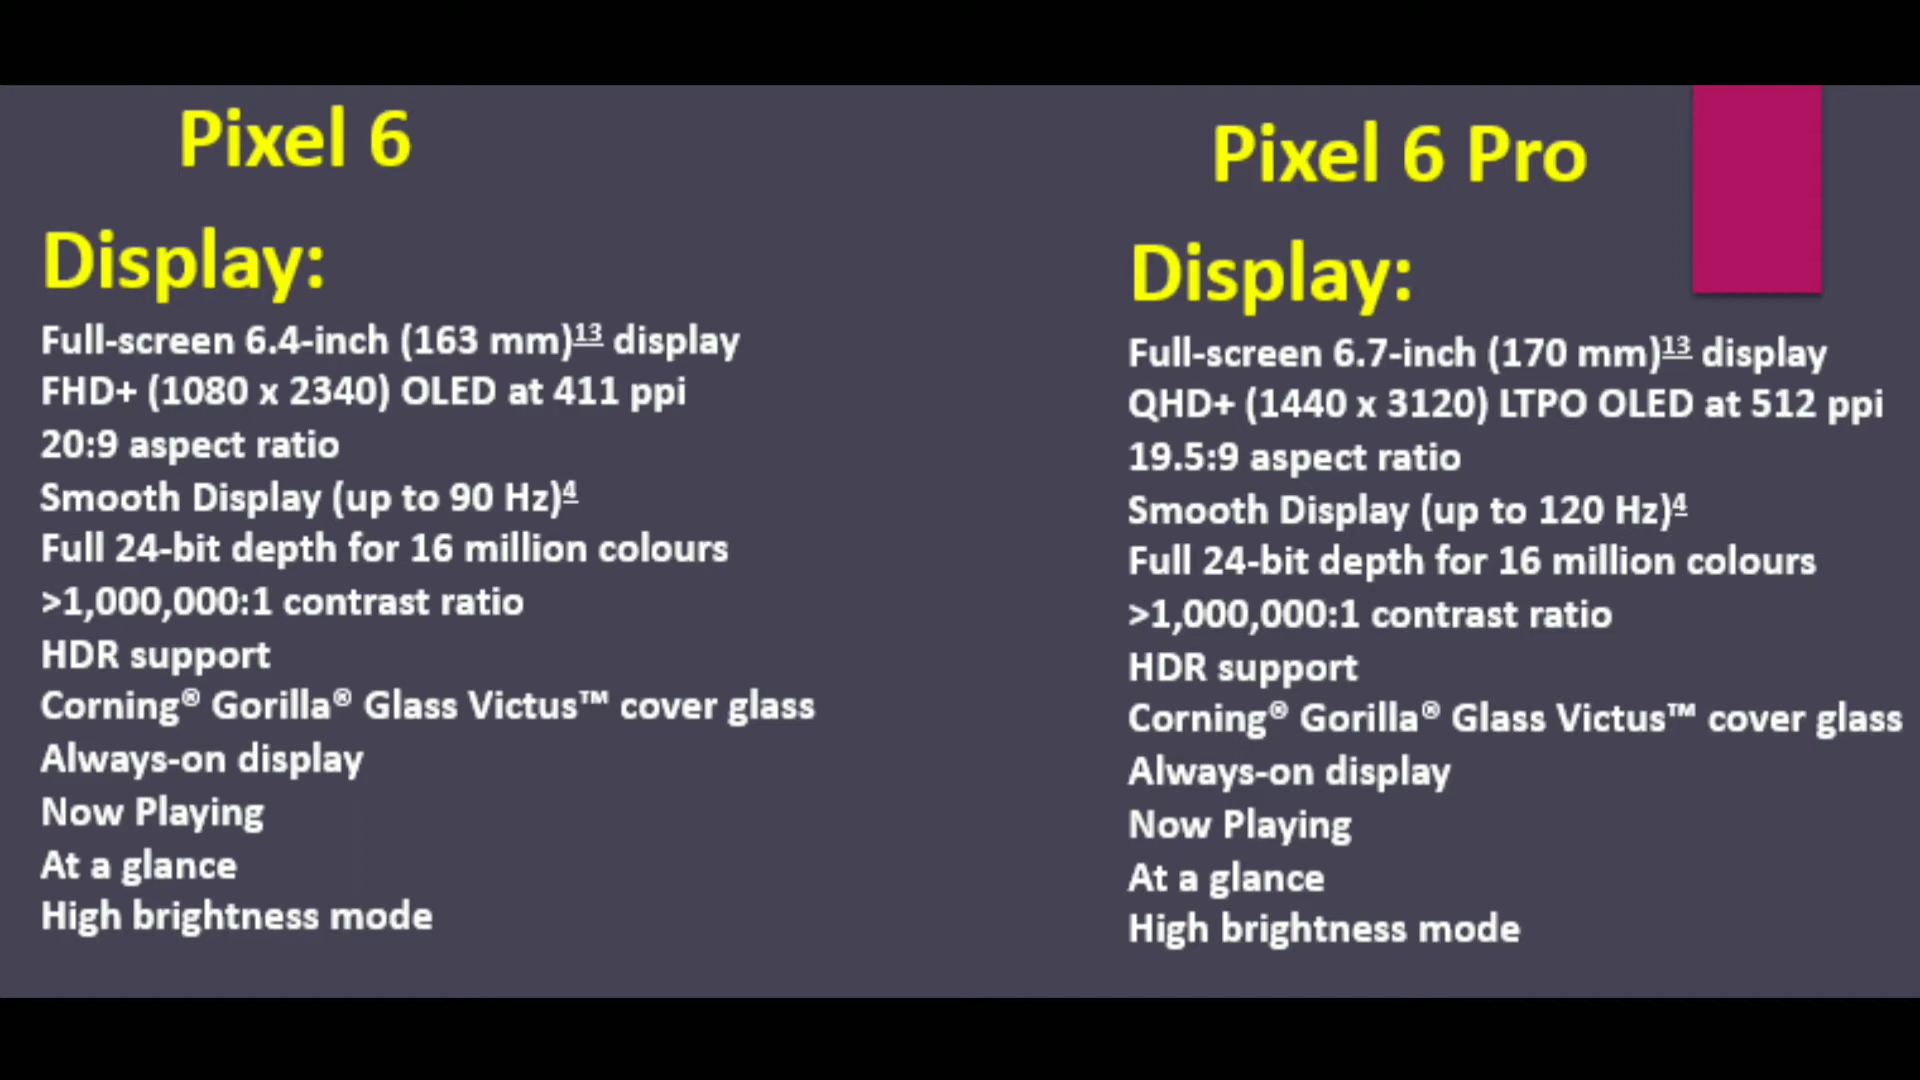 Pixel 6
Display:
Full-screen 6.4-inch (163 mm)13 display
FHD+ (1080 x 2340) OLED at 411 ppi
20:9 aspect ratio
Smooth Display (up to 90 Hz)4
Full 24-bit depth for 16 million colours
>1,000,000:1 contrast ratio
HDR support
Corning® Gorilla® Glass Victus™ cover glass
Always-on display
Now Playing
At a glance
High brightness mode
Pixel 6 Pro
Display:
Full-screen 6.7-inch (170 mm)13 display
QHD+ (1440 x 3120) LTPO OLED at 512 ppi
19.5:9 aspect ratio
Smooth Display (up to 120 Hz)4
Full 24-bit depth for 16 million colours
>1,000,000:1 contrast ratio
HDR support
Corning® Gorilla® Glass Victus™ cover glass
Always-on display
Now Playing
At a glance
High brightness mode